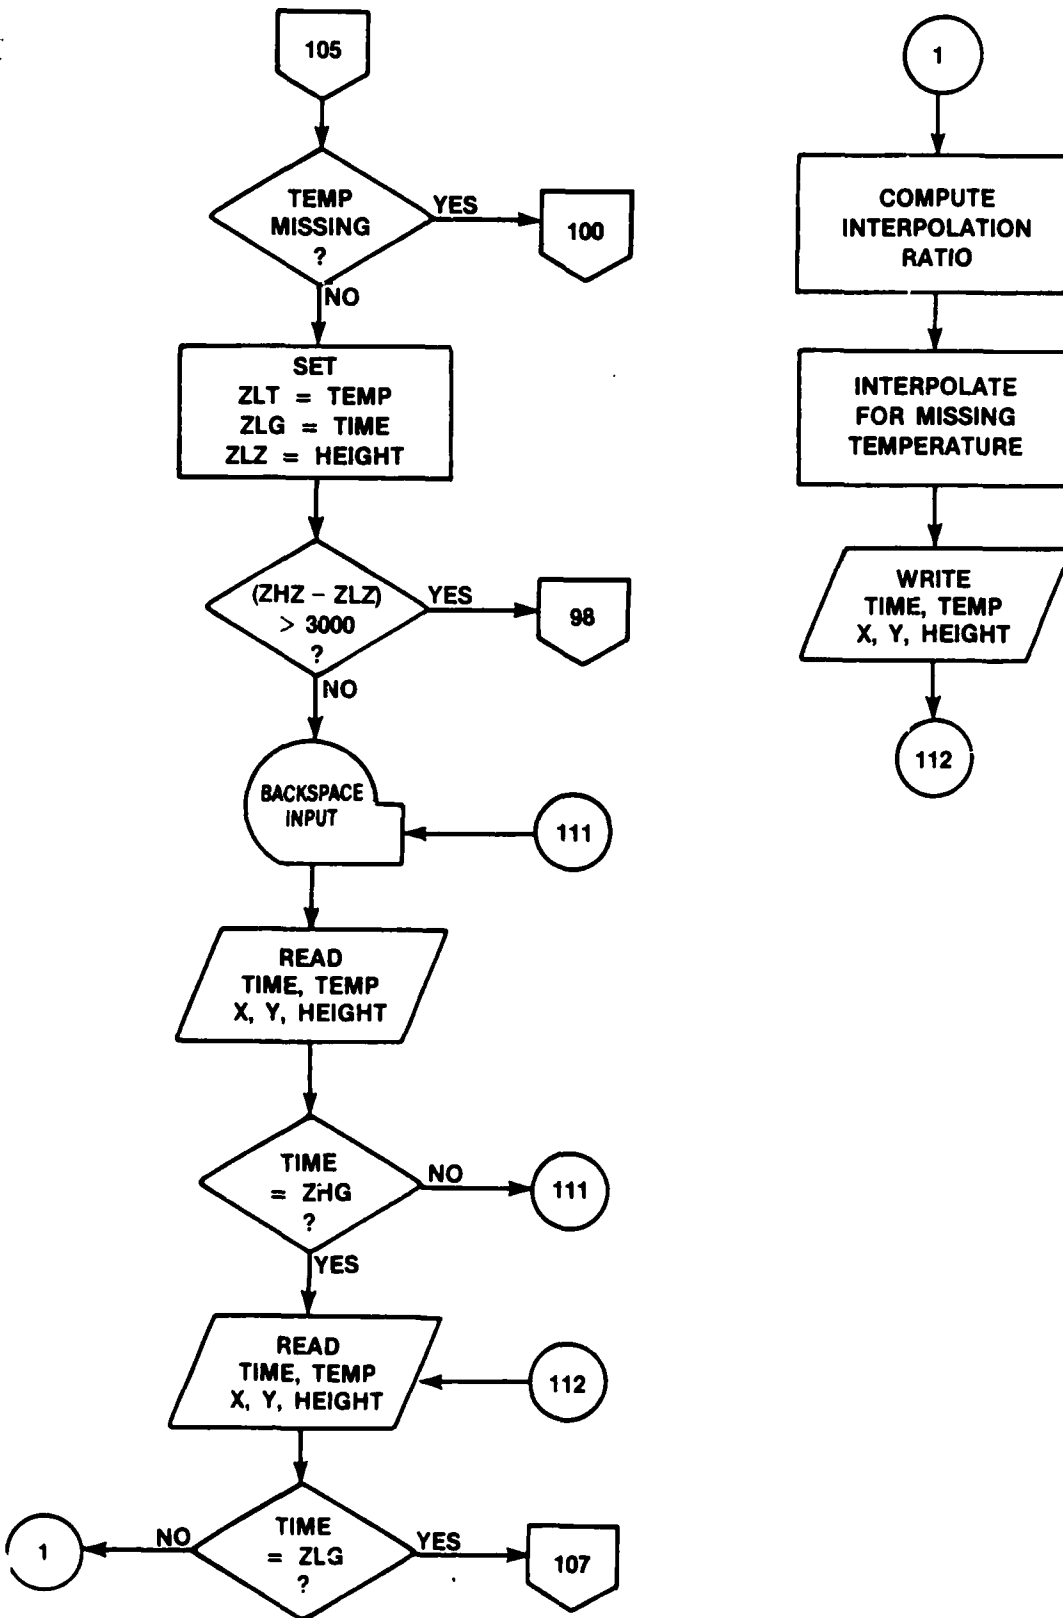 105
TEMP
MISSING
?
YES
100
NO
SET
ZLT = TEMP
ZLG = TIME
ZLZ = HEIGHT
(ZHZ - ZLZ)
> 3000
?
YES
98
NO
BACKSPACE
INPUT
111
READ
TIME, TEMP
X, Y, HEIGHT
TIME
= ZHG
?
NO
111
YES
READ
TIME, TEMP
X, Y, HEIGHT
112
TIME
= ZLG
?
NO
1
YES
107
1
COMPUTE
INTERPOLATION
RATIO
INTERPOLATE
FOR MISSING
TEMPERATURE
WRITE
TIME, TEMP
X, Y, HEIGHT
112